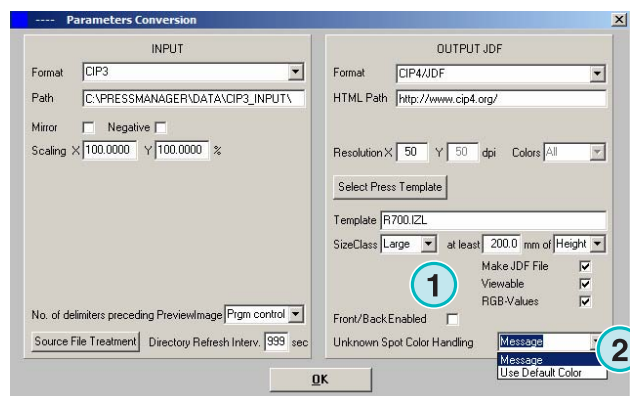 ---- Parameters Conversion
INPUT
Format CIP3
Path C:\PRESSMANAGER\DATA\CIP3_INPUT\
Mirror Negative
Scaling X 100.0000 Y 100.0000 %
No. of delimiters preceding PreviewImage Prgm control
Source File Treatment Directory Refresh Interv. 999 sec
OUTPUT JDF
Format CIP4/JDF
HTML Path http://www.cip4.org/
Resolution X 50 Y 50 dpi Colors All
Select Press Template
Template R700.IZL
SizeClass Large at least 200.0 mm of Height
Make JDF File
1 Viewable
RGB-Values
Front/Back Enabled
Unknown Spot Color Handling Message 2
Message
Use Default Color
OK